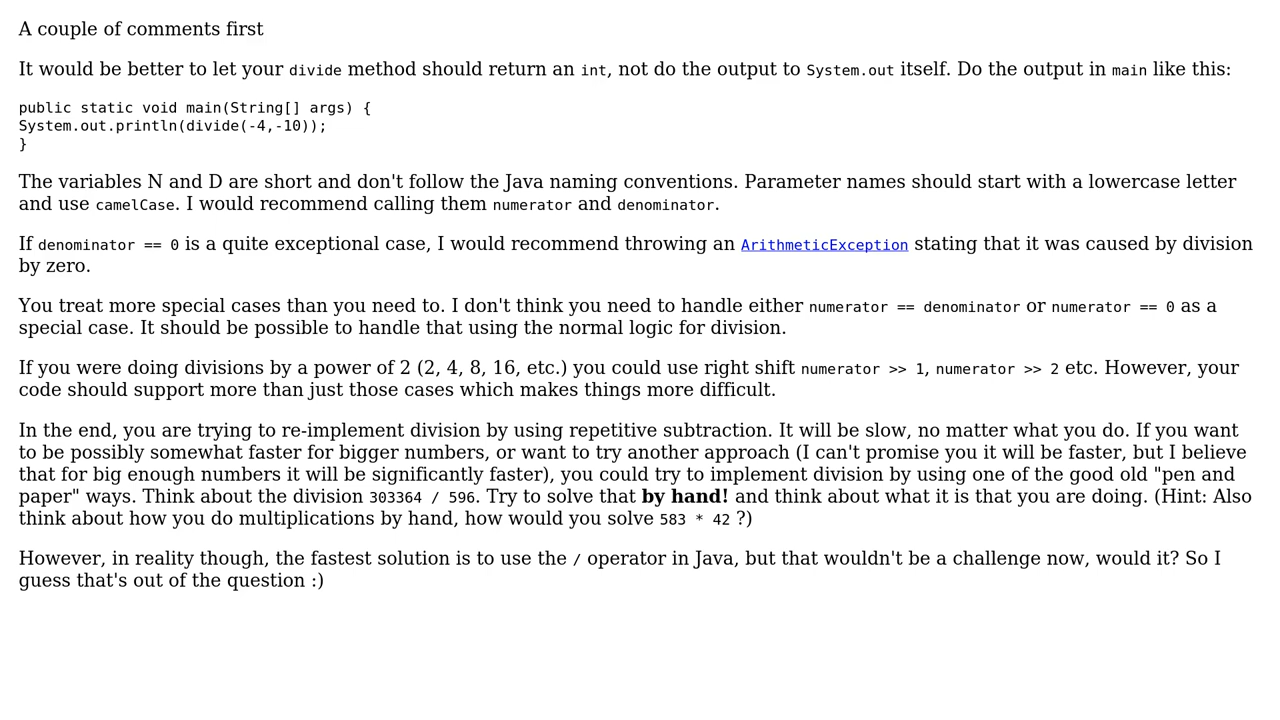 A couple of comments first
It would be better to let your divide method should return an int, not do the output to System.out itself. Do the output in main like this:
public static void main(String[] args) {
System.out.println(divide(-4,-10));
}
The variables N and D are short and don't follow the Java naming conventions. Parameter names should start with a lowercase letter
and use camelCase. I would recommend calling them numerator and denominator.
If denominator == 0 is a quite exceptional case, I would recommend throwing an ArithmeticException stating that it was caused by division
by zero.
You treat more special cases than you need to. I don't think you need to handle either numerator == denominator or numerator == 0 as a
special case. It should be possible to handle that using the normal logic for division.
If you were doing divisions by a power of 2 (2, 4, 8, 16, etc.) you could use right shift numerator >> 1, numerator >> 2 etc. However, your
code should support more than just those cases which makes things more difficult.
In the end, you are trying to re-implement division by using repetitive subtraction. It will be slow, no matter what you do. If you want
to be possibly somewhat faster for bigger numbers, or want to try another approach (I can't promise you it will be faster, but I believe
that for big enough numbers it will be significantly faster), you could try to implement division by using one of the good old "pen and
paper" ways. Think about the division 303364 / 596. Try to solve that by hand! and think about what it is that you are doing. (Hint: Also
think about how you do multiplications by hand, how would you solve 583 * 42 ?)
However, in reality though, the fastest solution is to use the / operator in Java, but that wouldn't be a challenge now, would it? So I
guess that's out of the question :)